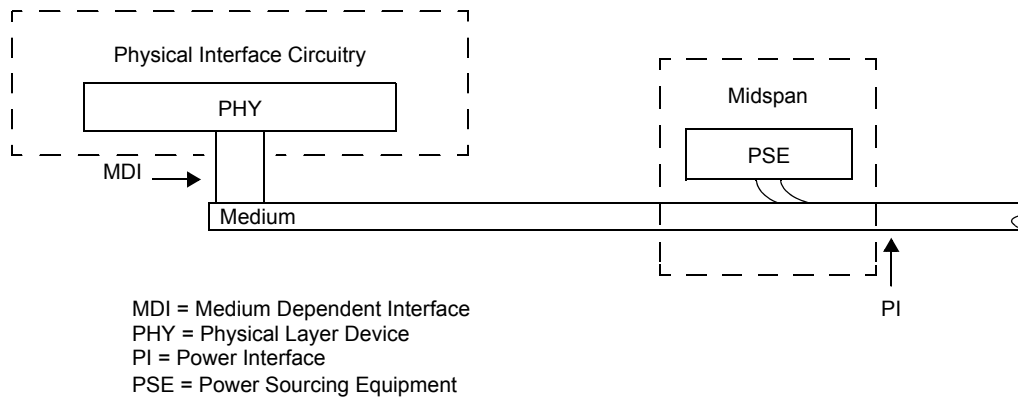 Physical Interface Circuitry
PHY
Midspan
PSE
MDI
Medium
PI
MDI = Medium Dependent Interface
PHY = Physical Layer Device
PI = Power Interface
PSE = Power Sourcing Equipment